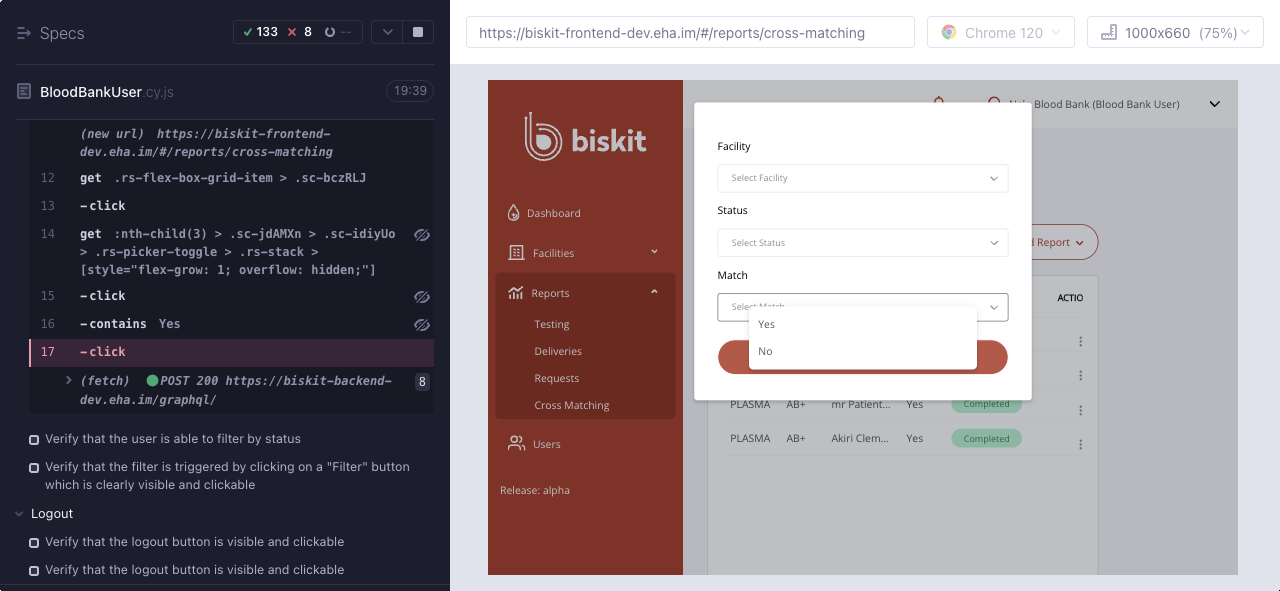 Specs
133
8
--
BloodBankUser.cy.js
19:39
(new url) https://biskit-frontend-
dev.eha.im/#/reports/cross-matching
12 get .rs-flex-box-grid-item > .sc-bczRLJ
13 -click
14 get :nth-child(3) > .sc-jdAMXn > .sc-idiyUo
> .rs-picker-toggle > .rs-stack >
[style="flex-grow: 1; overflow: hidden;"]
15 -click
16 -contains Yes
17 -click
(fetch) POST 200 https://biskit-backend-
dev.eha.im/graphql/
8
Verify that the user is able to filter by status
Verify that the filter is triggered by clicking on a "Filter" button
which is clearly visible and clickable
Logout
Verify that the logout button is visible and clickable
Verify that the logout button is visible and clickable
https://biskit-frontend-dev.eha.im/#/reports/cross-matching
Chrome 120
1000x660 (75%)
biskit
Dashboard
Facilities
Reports
Testing
Deliveries
Requests
Cross Matching
Users
Release: alpha
Blood Bank (Blood Bank User)
Facility
Select Facility
Status
Select Status
Match
Select Match
Yes
No
Report
ACTIO
PLASMA AB+ mr Patient... Yes Completed
PLASMA AB+ Akiri Clem... Yes Completed